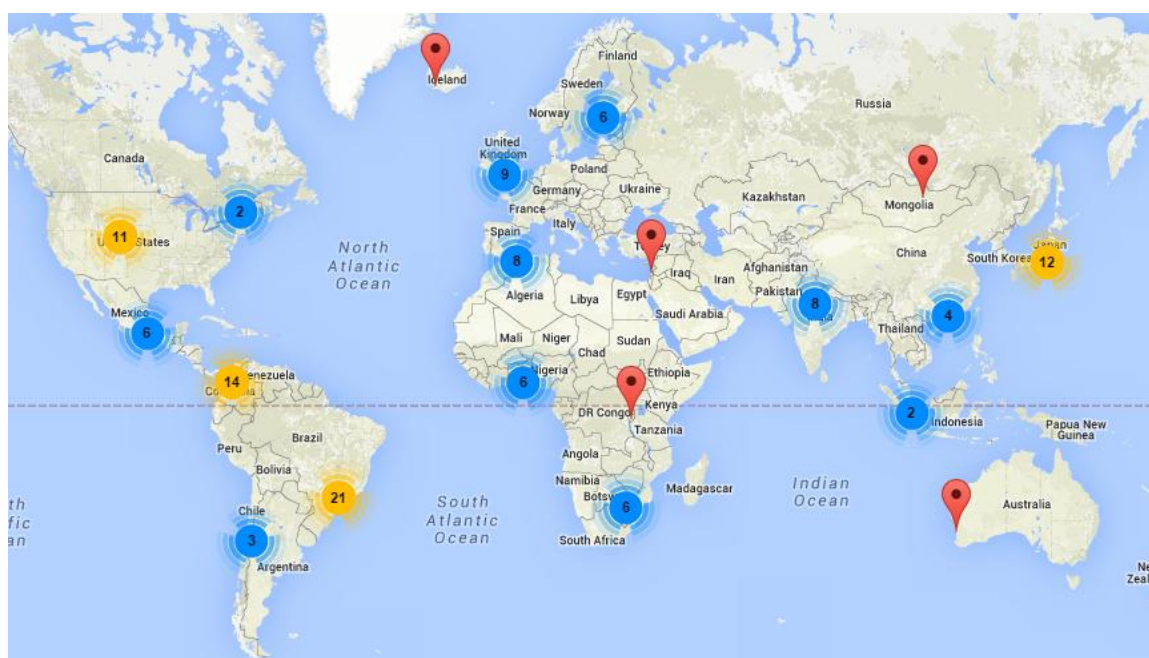 Iceland
Finland
Sweden
Norway
Russia
6
United
Kingdom
9
Canada
Poland
Germany
Ukraine
Kazakhstan
Mongolia
France
2
Italy
Spain
11
North
Atlantic
Ocean
Japan
South Korea
12
China
Iraq
Iran
Afghanistan
8
Pakistan
Algeria
Libya
Egypt
Saudi Arabia
8
4
Mexico
6
Thailand
Mali
Niger
Chad
Sudan
14
6
Nigeria
Ethiopia
DR Congo
Kenya
Tanzania
2
Indonesia
Papua New
Guinea
Peru
Brazil
Angola
Bolivia
Namibia
Madagascar
Indian
Ocean
21
Chile
6
South
Atlantic
Ocean
Australia
3
South Africa
Argentina